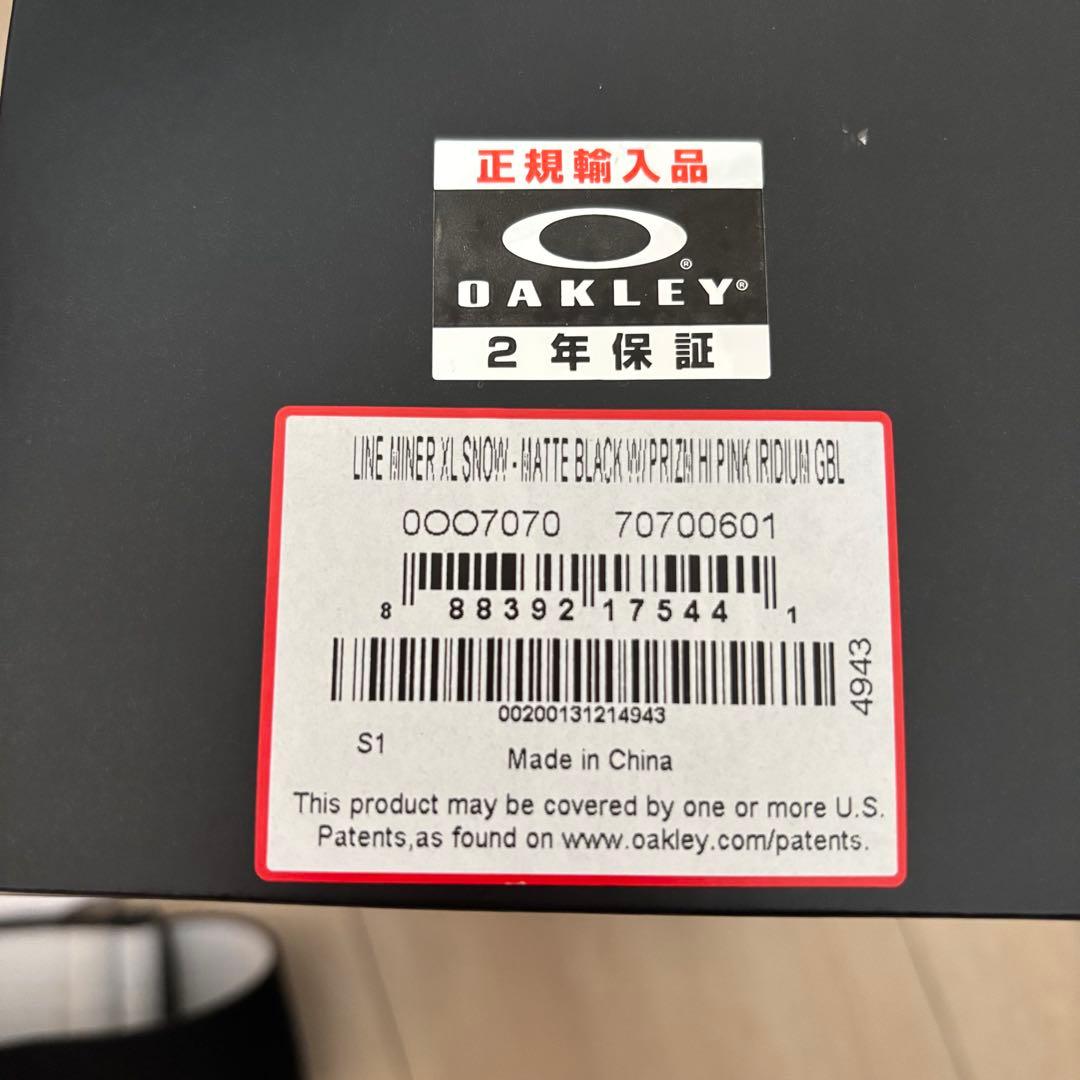 正規輸入品
OAKLEY®
2年保証
LINE MINER XL SNOW - MATTE BLACK W/PRIZM HI PINK IRIDIUM GBL
0OO7070 70700601
8 88392 17544 1
4943
00200131214943
S1
Made in China
This product may be covered by one or more U.S.
Patents,as found on www.oakley.com/patents.